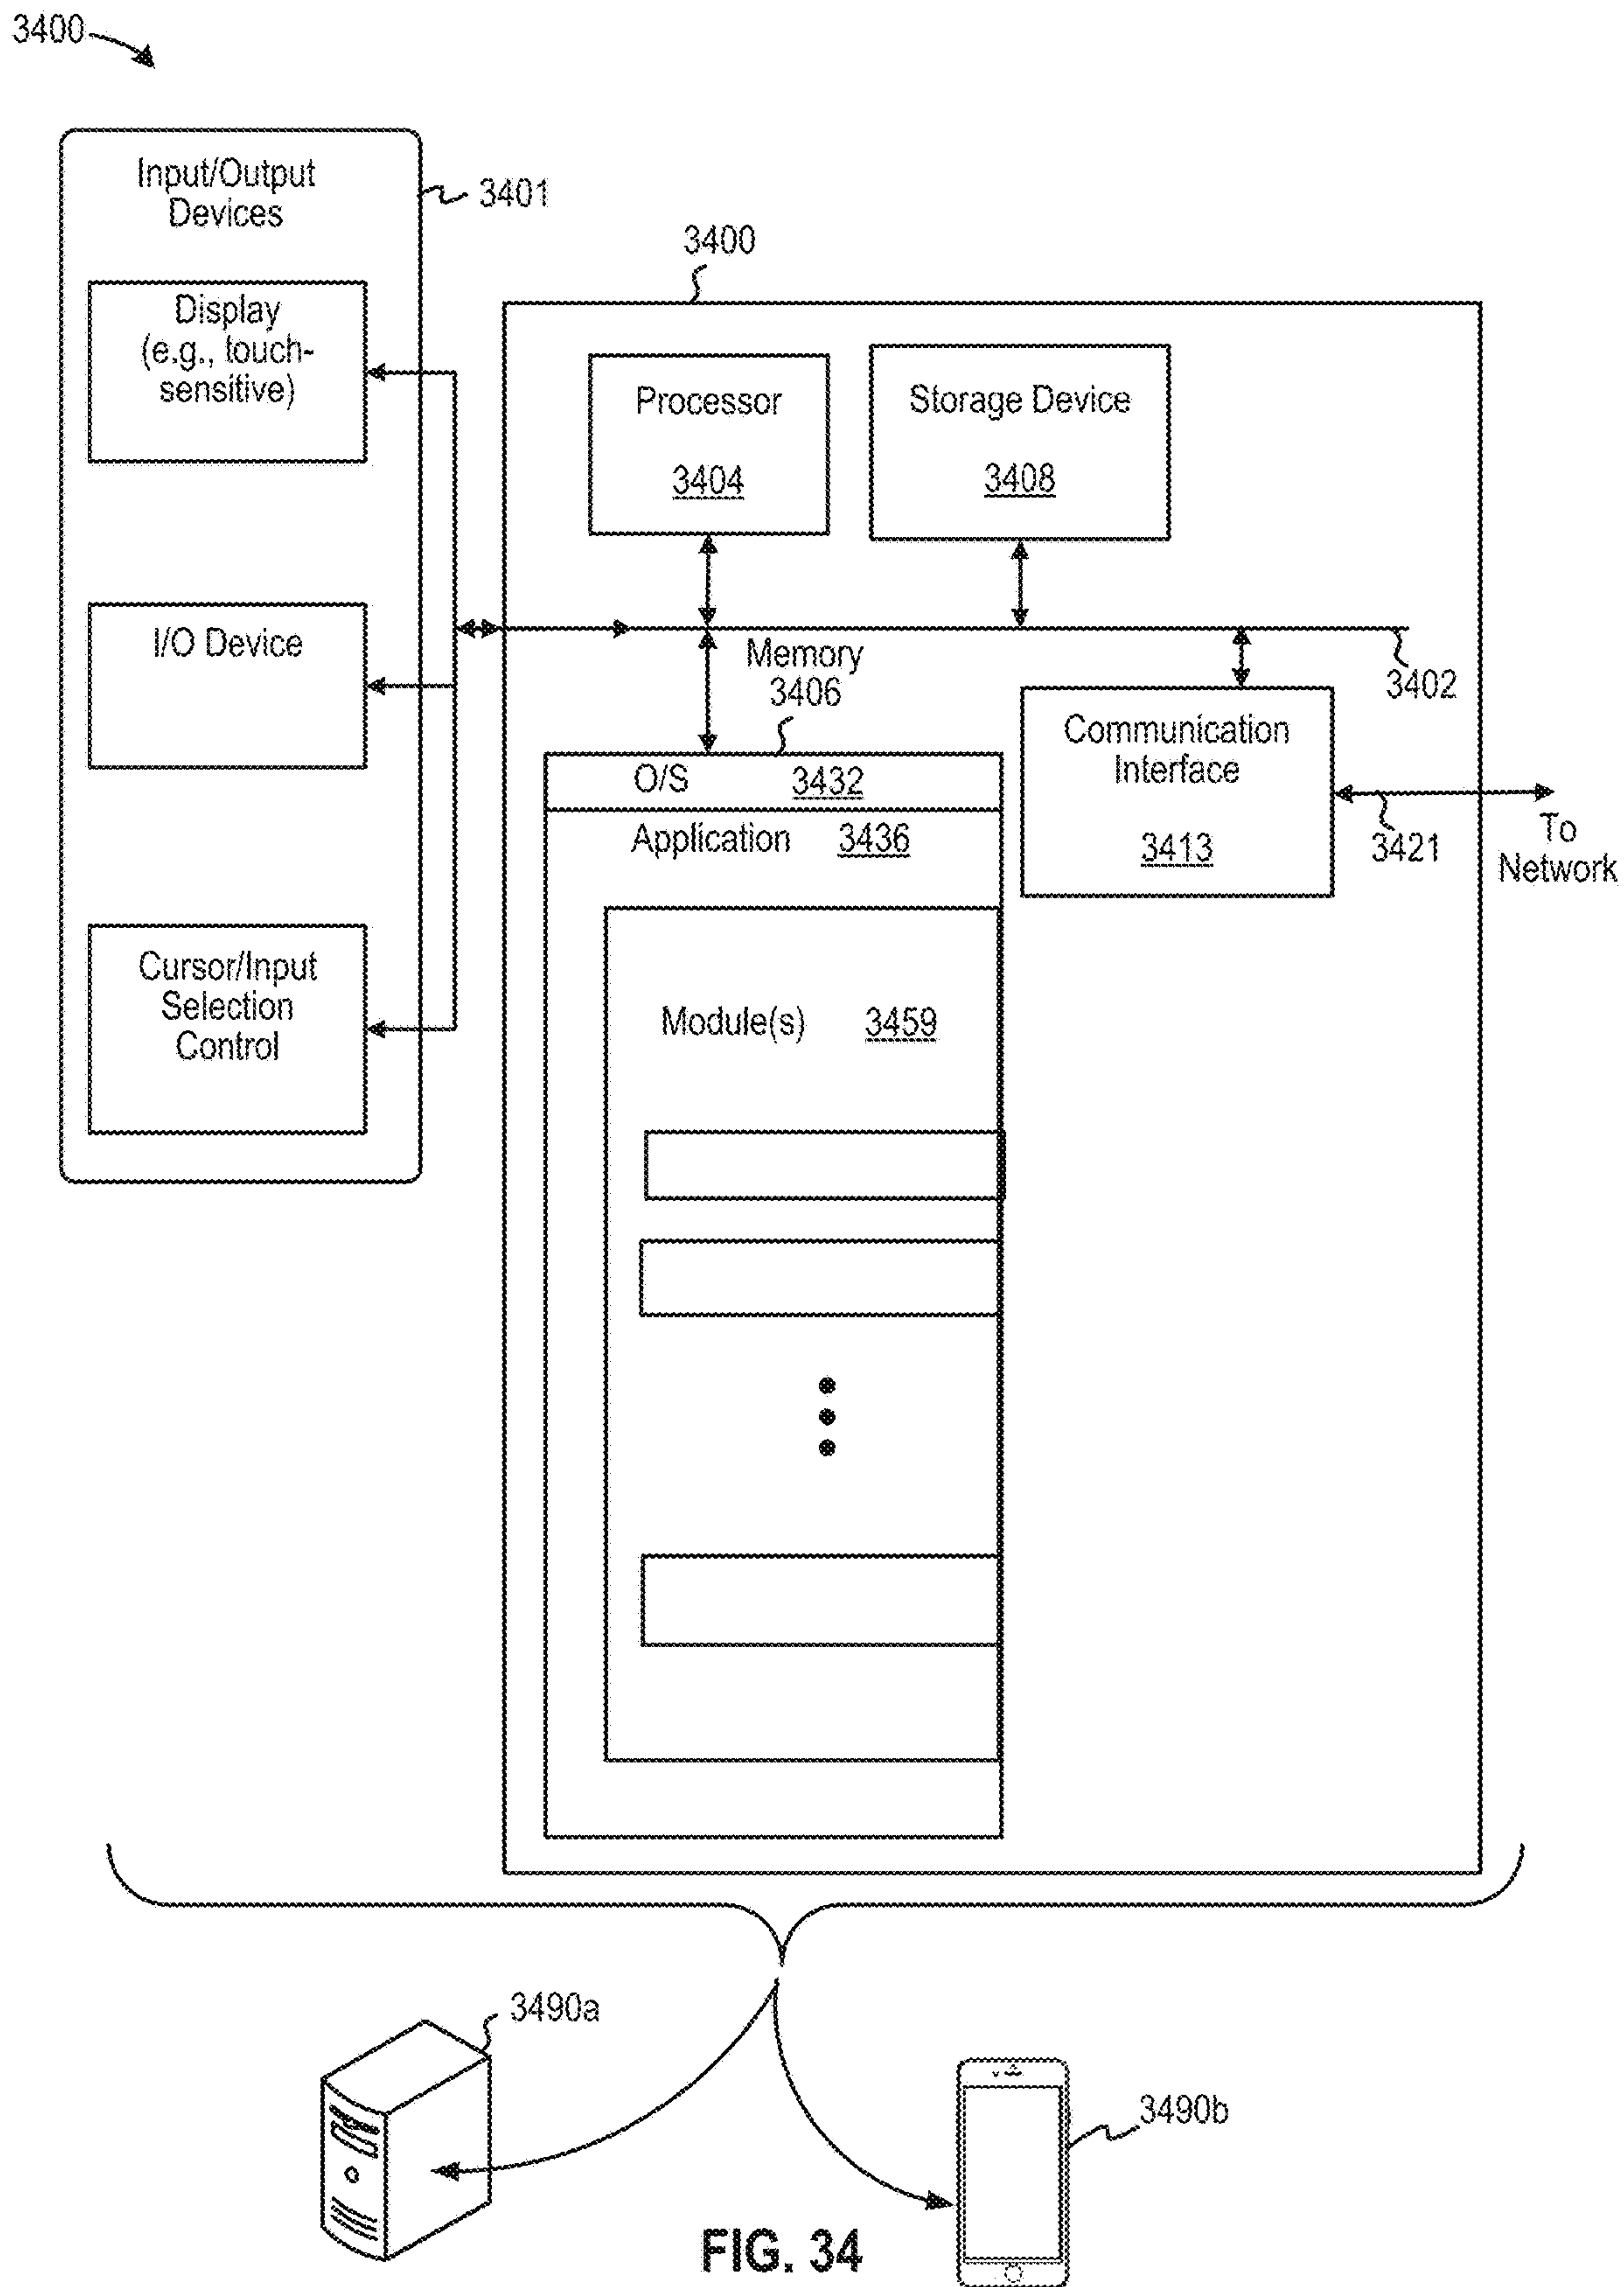 3400
Input/Output
Devices
3401
Display
(e.g., touch-
sensitive)
I/O Device
Cursor/Input
Selection
Control
3400
Processor
3404
Storage Device
3408
Memory
3406
3402
O/S 3432
Application 3436
Module(s) 3459
Communication
Interface
3413
3421
To
Network
3490a
3490b
FIG. 34